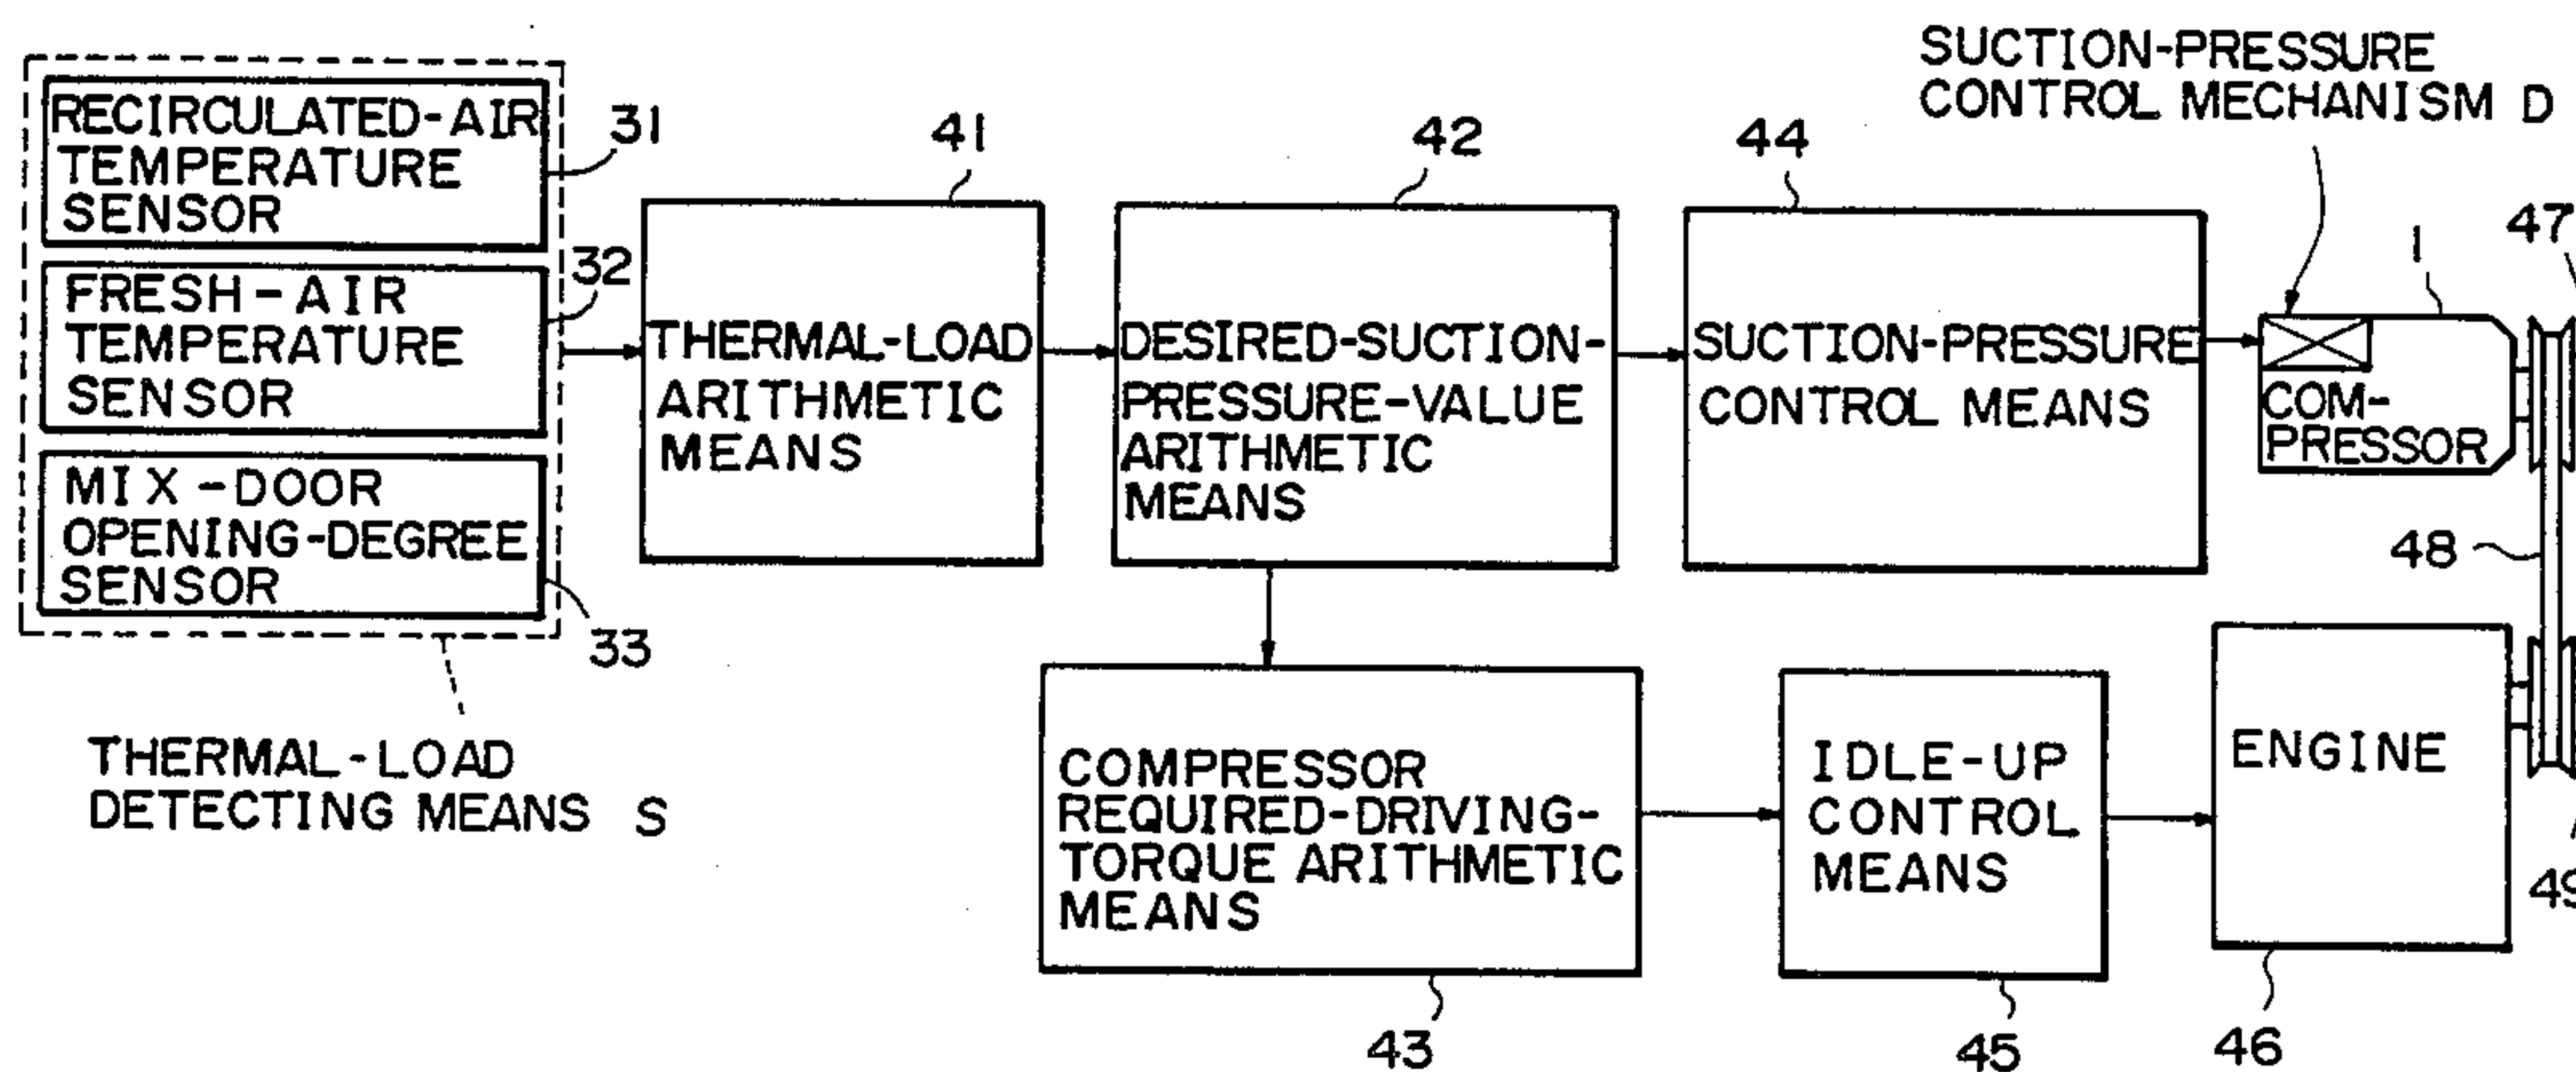 SUCTION-PRESSURE
CONTROL MECHANISM D
RECIRCULATED-AIR
TEMPERATURE
SENSOR
31
FRESH-AIR
TEMPERATURE
SENSOR
32
MIX-DOOR
OPENING-DEGREE
SENSOR
33
THERMAL-LOAD
DETECTING MEANS S
41
THERMAL-LOAD
ARITHMETIC
MEANS
42
DESIRED-SUCTION-
PRESSURE-VALUE
ARITHMETIC
MEANS
44
SUCTION-PRESSURE
CONTROL MEANS
1
COM-
PRESSOR
47
48
COMPRESSOR
REQUIRED-DRIVING-
TORQUE ARITHMETIC
MEANS
43
IDLE-UP
CONTROL
MEANS
45
ENGINE
46
49